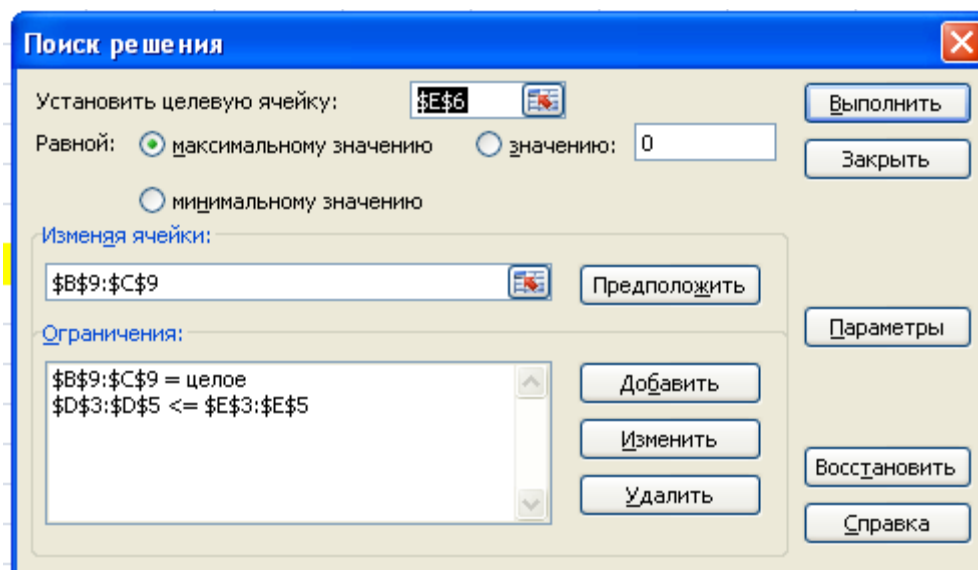 Поиск решения
Установить целевую ячейку: $E$6
Выполнить
Равной: максимальному значению значению: 0
Закрыть
минимальному значению
Изменяя ячейки:
$B$9:$C$9
Предположить
Параметры
Ограничения:
$B$9:$C$9 = целое
$D$3:$D$5 <= $E$3:$E$5
Добавить
Изменить
Удалить
Восстановить
Справка